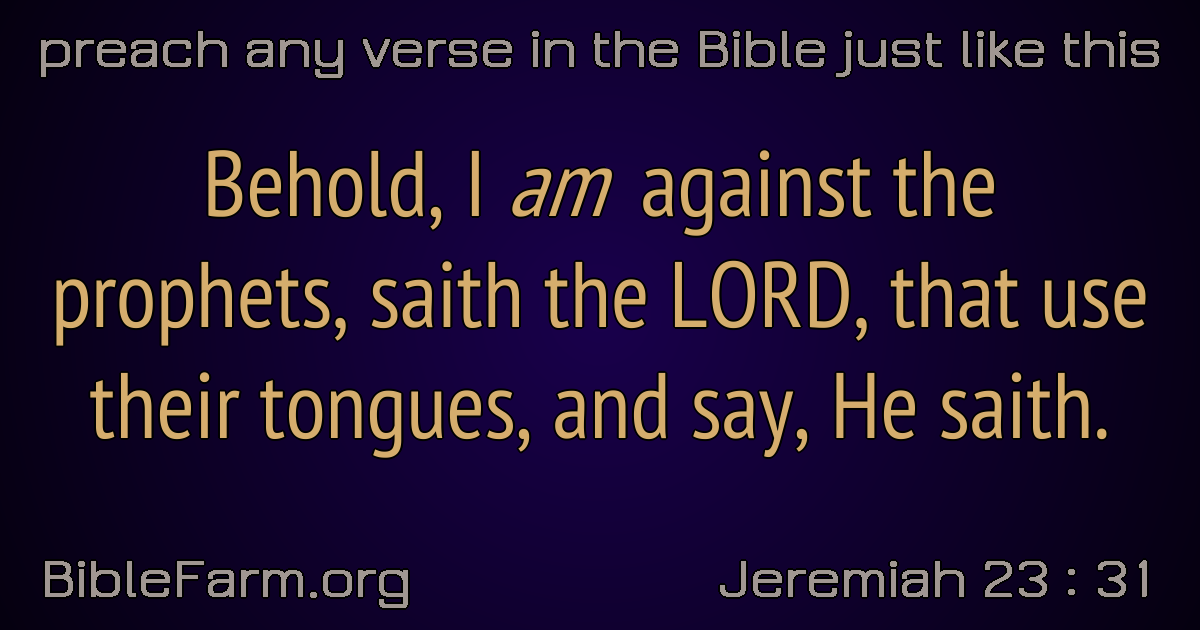 preach any verse in the Bible just like this
Behold, I am against the
prophets, saith the LORD, that use
their tongues, and say, He saith.
BibleFarm.org
Jeremiah 23 : 31